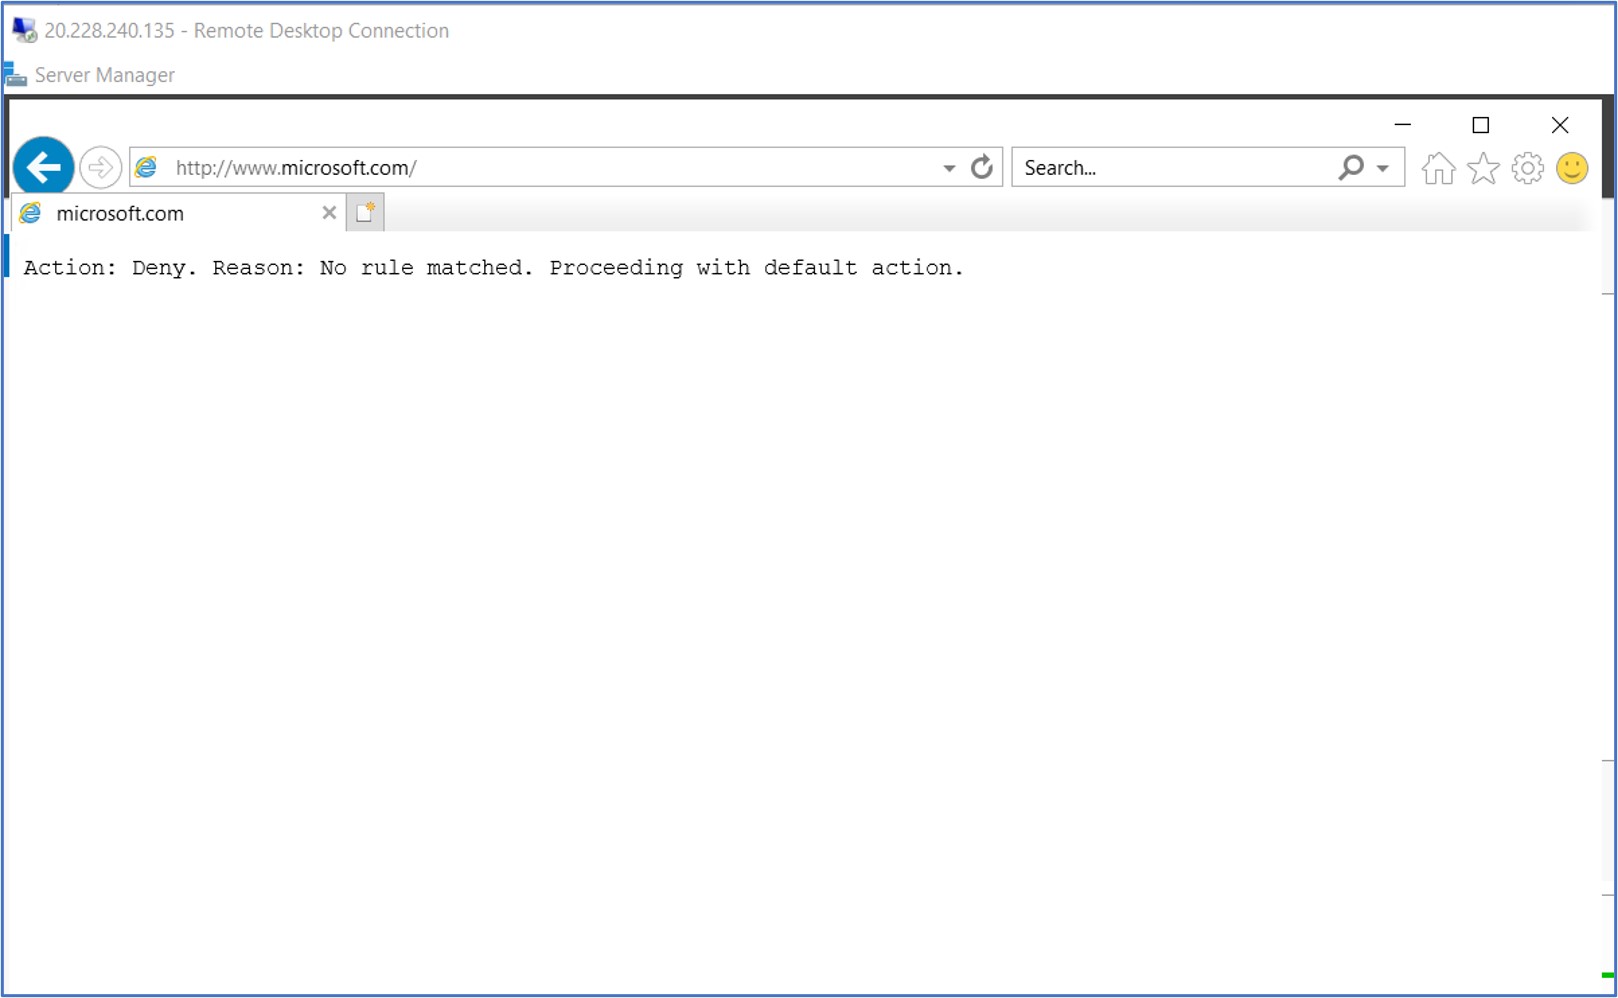 20.228.240.135 - Remote Desktop Connection
Server Manager
http://www.microsoft.com/
Search...
microsoft.com
Action: Deny. Reason: No rule matched. Proceeding with default action.